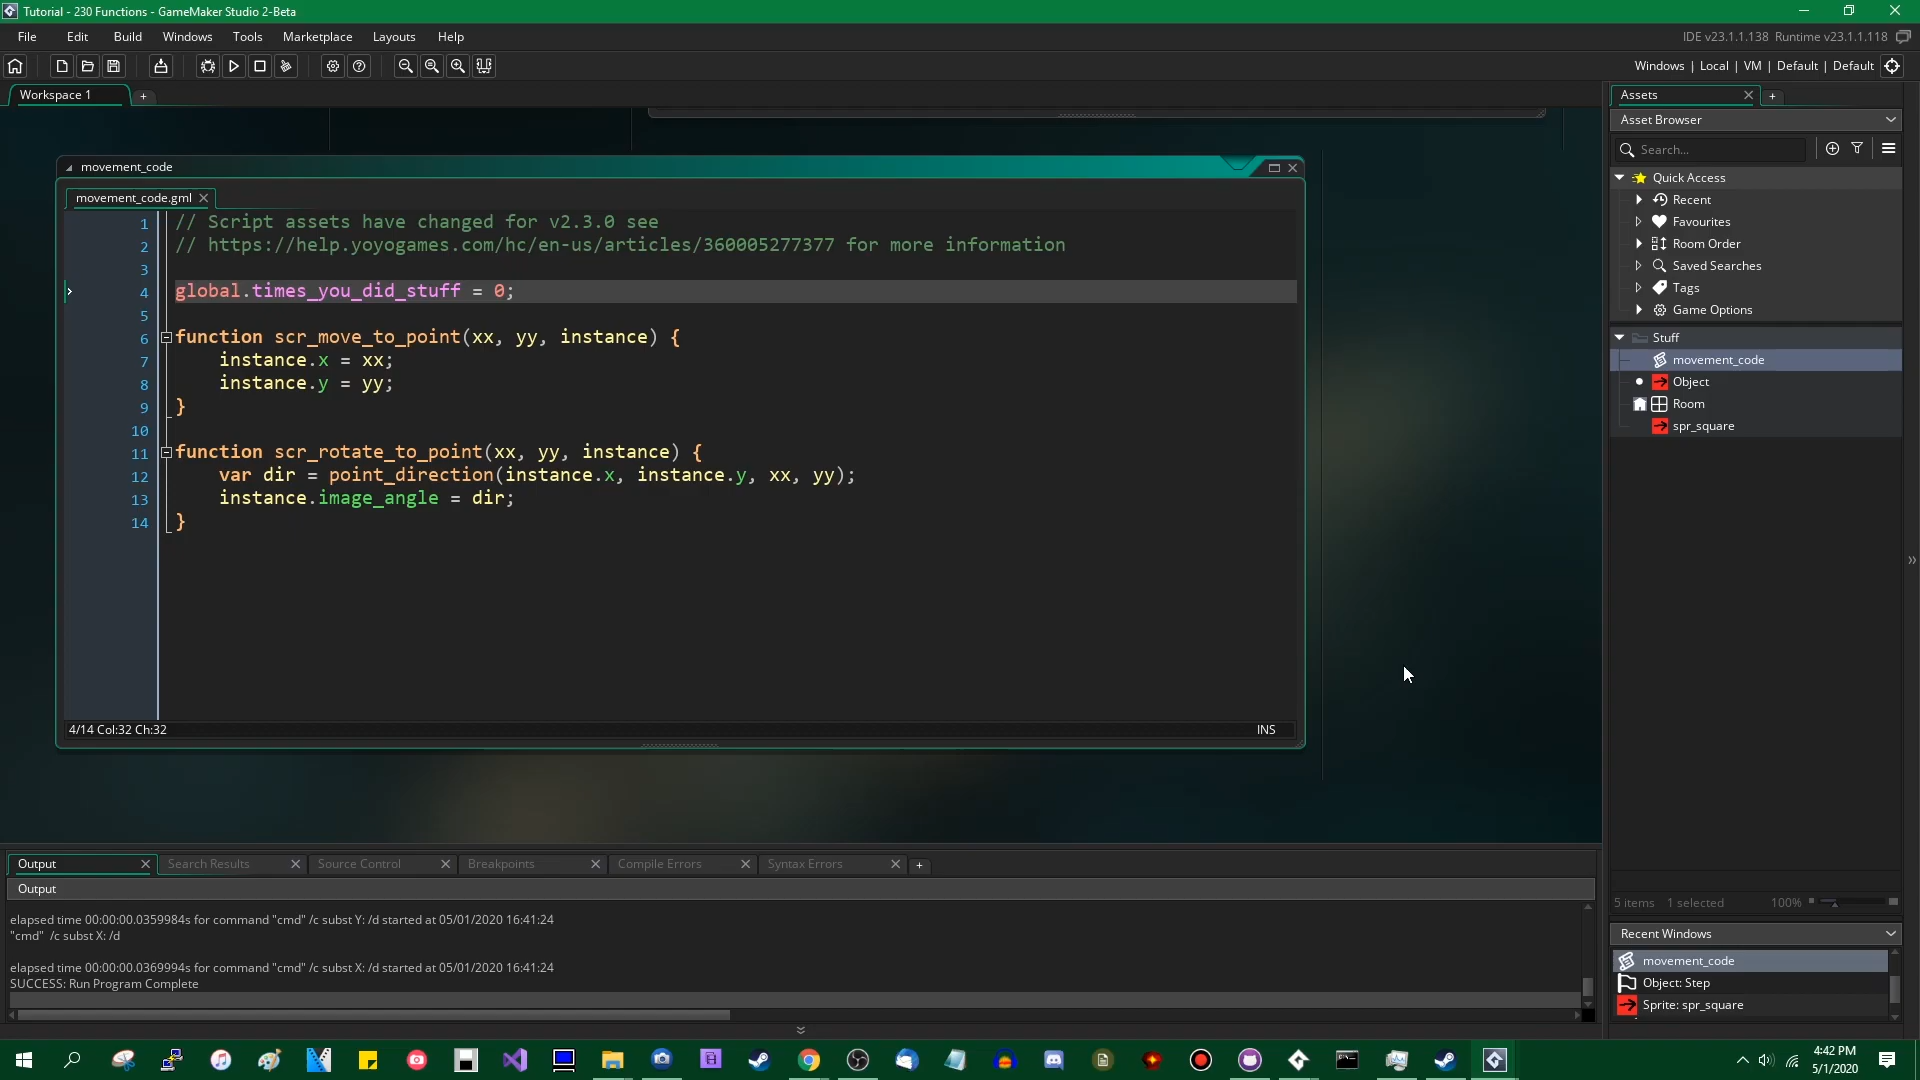 Tutorial - 230 Functions - GameMaker Studio 2-Beta
File Edit Build Windows Tools Marketplace Layouts Help
IDE v23.1.1.138 Runtime v23.1.1.118
Windows | Local | VM | Default | Default
Workspace 1
movement_code
movement_code.gml
1 // Script assets have changed for v2.3.0 see
2 // https://help.yoyogames.com/hc/en-us/articles/360005277377 for more information
3
4 global.times_you_did_stuff = 0;
5
6 function scr_move_to_point(xx, yy, instance) {
7 instance.x = xx;
8 instance.y = yy;
9 }
10
11 function scr_rotate_to_point(xx, yy, instance) {
12 var dir = point_direction(instance.x, instance.y, xx, yy);
13 instance.image_angle = dir;
14 }
4/14 Col:32 Ch:32
INS
Assets
Asset Browser
Search...
Quick Access
Recent
Favourites
Room Order
Saved Searches
Tags
Game Options
Stuff
movement_code
Object
Room
spr_square
5 items 1 selected 100%
Recent Windows
movement_code
Object: Step
Sprite: spr_square
Output Search Results Source Control Breakpoints Compile Errors Syntax Errors
Output
elapsed time 00:00:00.0359984s for command "cmd" /c subst Y: /d started at 05/01/2020 16:41:24
"cmd" /c subst X: /d
elapsed time 00:00:00.0369994s for command "cmd" /c subst X: /d started at 05/01/2020 16:41:24
SUCCESS: Run Program Complete
4:42 PM
5/1/2020